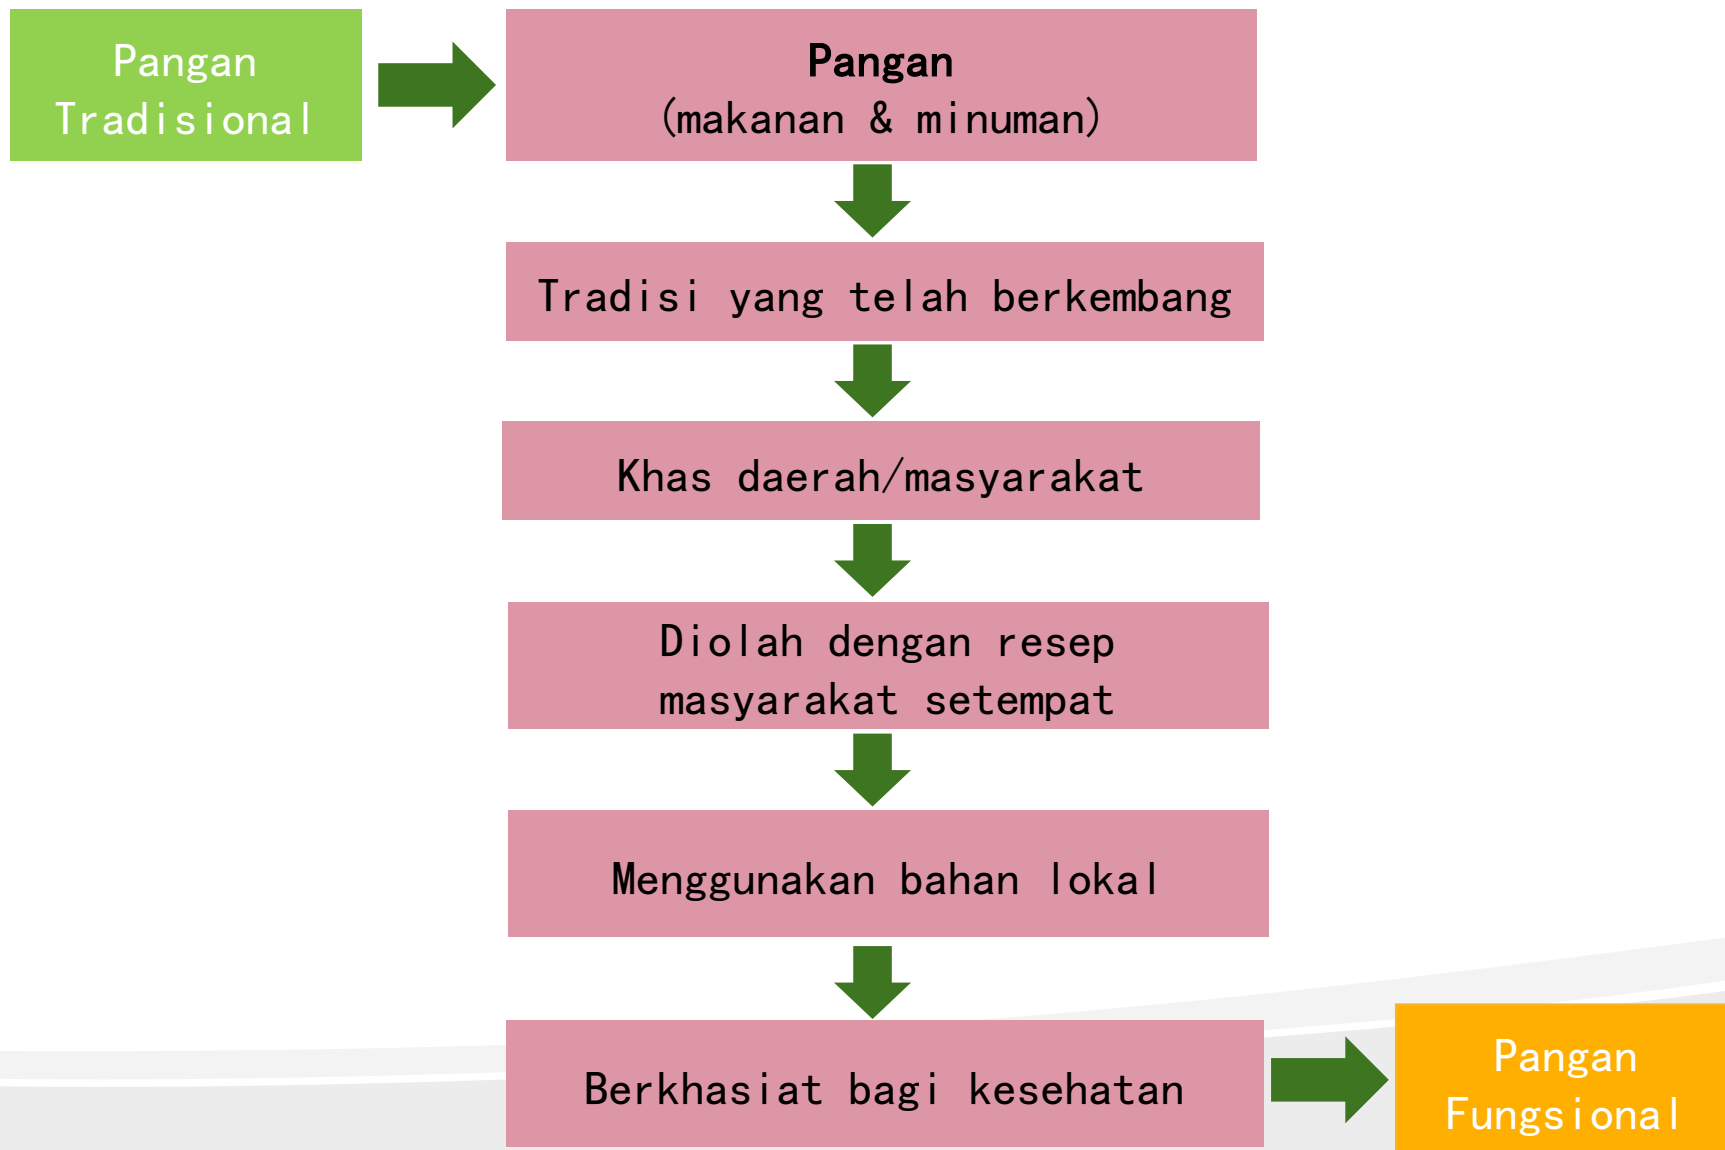 Pangan
Tradisional
Pangan
(makanan & minuman)
Tradisi yang telah berkembang
Khas daerah/masyarakat
Diolah dengan resep
masyarakat setempat
Menggunakan bahan lokal
Berkhasiat bagi kesehatan
Pangan
Fungsional